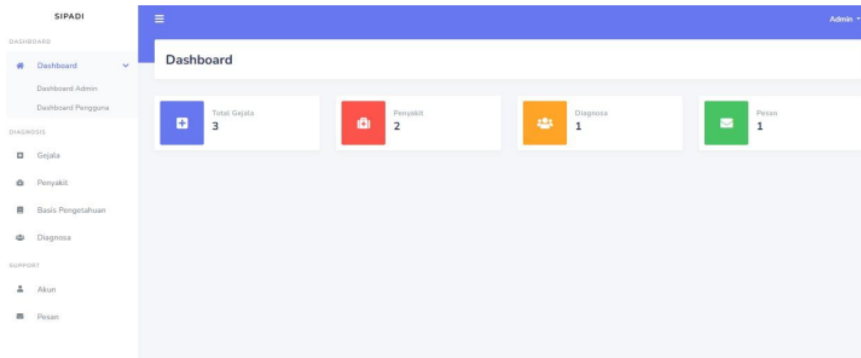 SIPADI
Admin
DASHBOARD
Dashboard
Dashboard Admin
Dashboard Pengguna
DIAGNOSIS
Gejala
Penyakit
Basis Pengetahuan
Diagnosa
SUPPORT
Akun
Pesan
Dashboard
Total Gejala
3
Penyakit
2
Diagnosa
1
Pesan
1